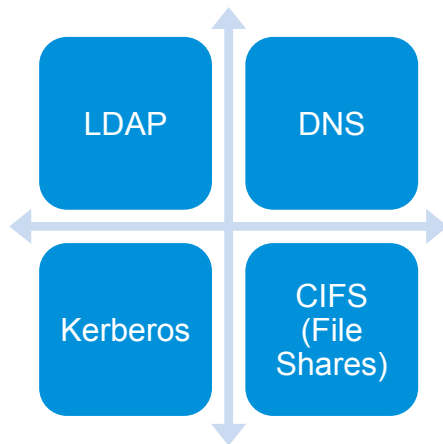 LDAP
DNS
Kerberos
CIFS
(File
Shares)